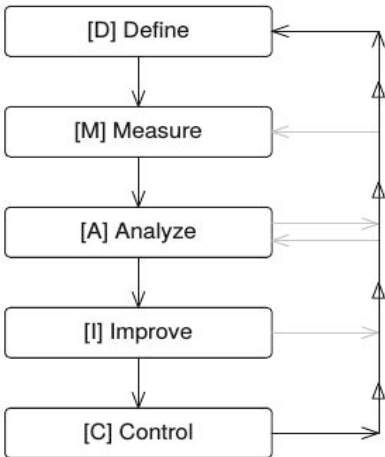 [D] Define
[M] Measure
[A] Analyze
[I] Improve
[C] Control